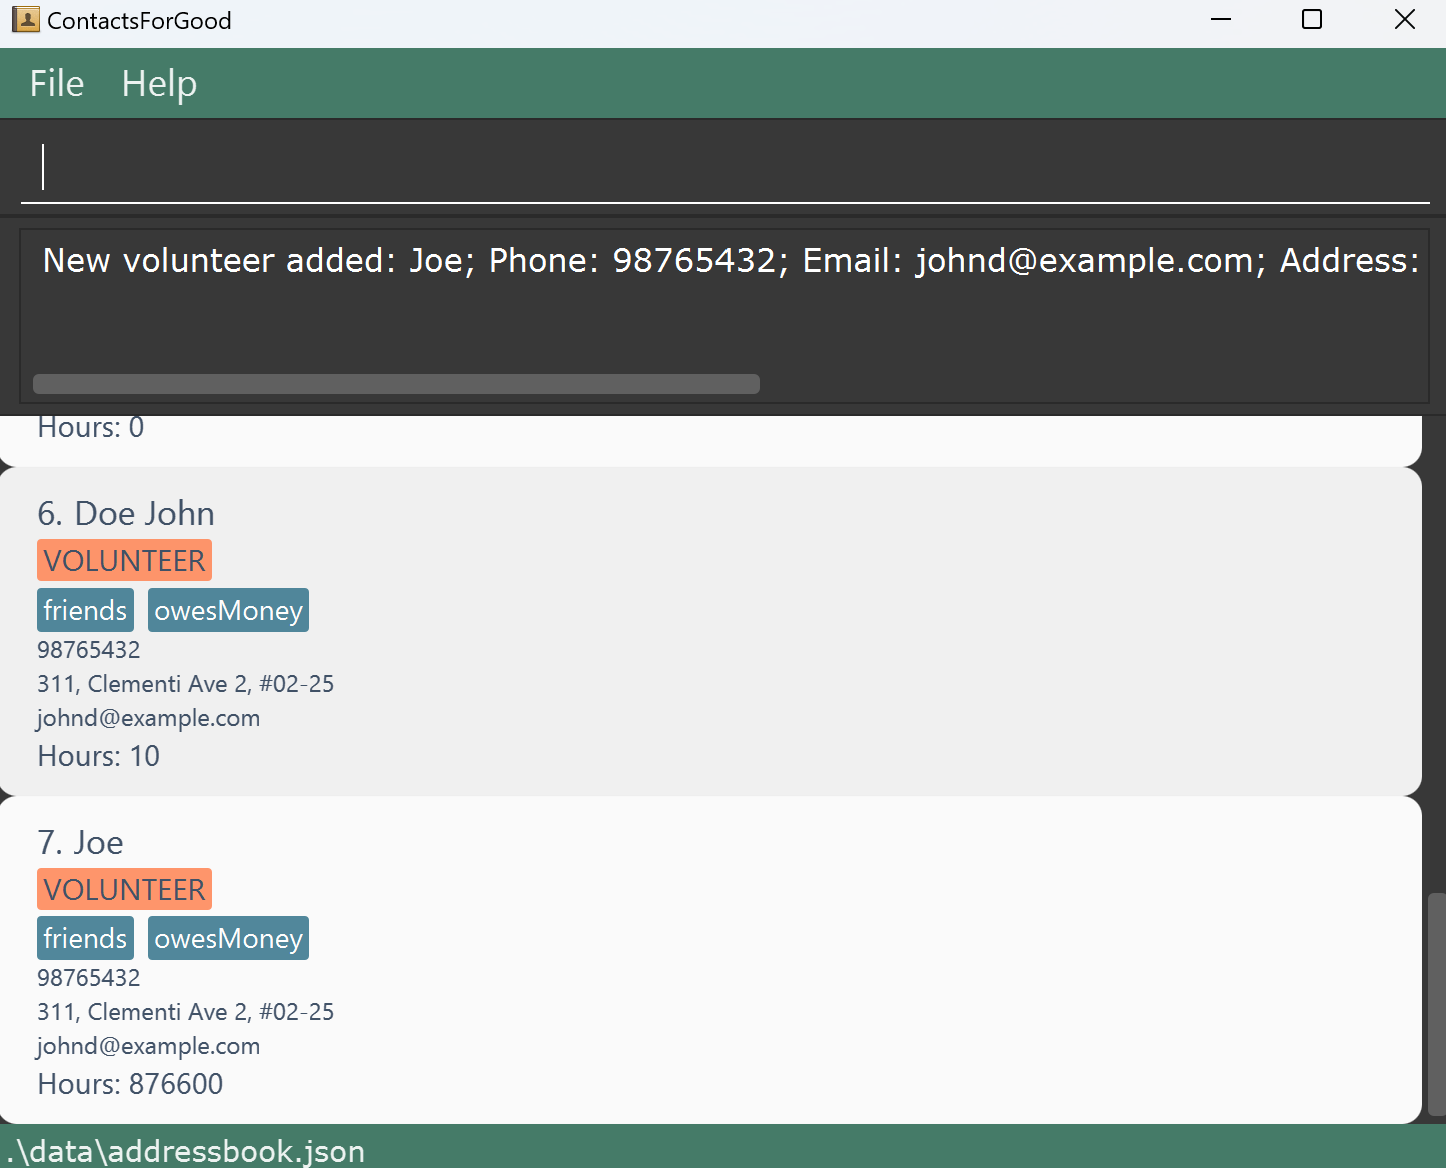 ContactsForGood
File Help
New volunteer added: Joe; Phone: 98765432; Email: johnd@example.com; Address:
Hours: 0
6. Doe John
VOLUNTEER
friends owesMoney
98765432
311, Clementi Ave 2, #02-25
johnd@example.com
Hours: 10
7. Joe
VOLUNTEER
friends owesMoney
98765432
311, Clementi Ave 2, #02-25
johnd@example.com
Hours: 876600
.\data\addressbook.json